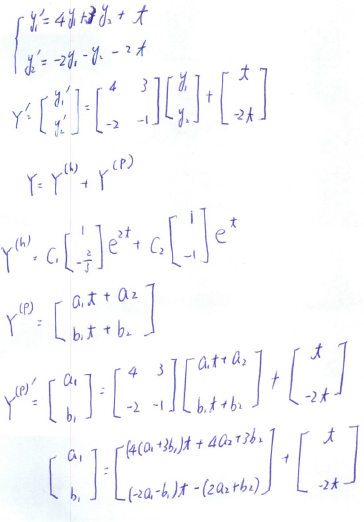 { y₁' = 4y₁ + 3y₂ + t
y₂' = -2y₁ - y₂ - 2t
Y' = [y₁' ; y₂'] = [4 3 ; -2 -1] [y₁ ; y₂] + [t ; -2t]
Y = Y^(h) + Y^(P)
Y^(h) = C₁ [1 ; -2/3] e^2t + C₂ [1 ; -1] e^t
Y^(P) = [a₁t + a₂ ; b₁t + b₂]
Y^(P)' = [a₁ ; b₁] = [4 3 ; -2 -1] [a₁t + a₂ ; b₁t + b₂] + [t ; -2t]
[a₁ ; b₁] = [(4(a₁+3b₁)t + 4a₂+3b₂ ; (-2a₁-b₁)t - (2a₂+b₂)] + [t ; -2t]